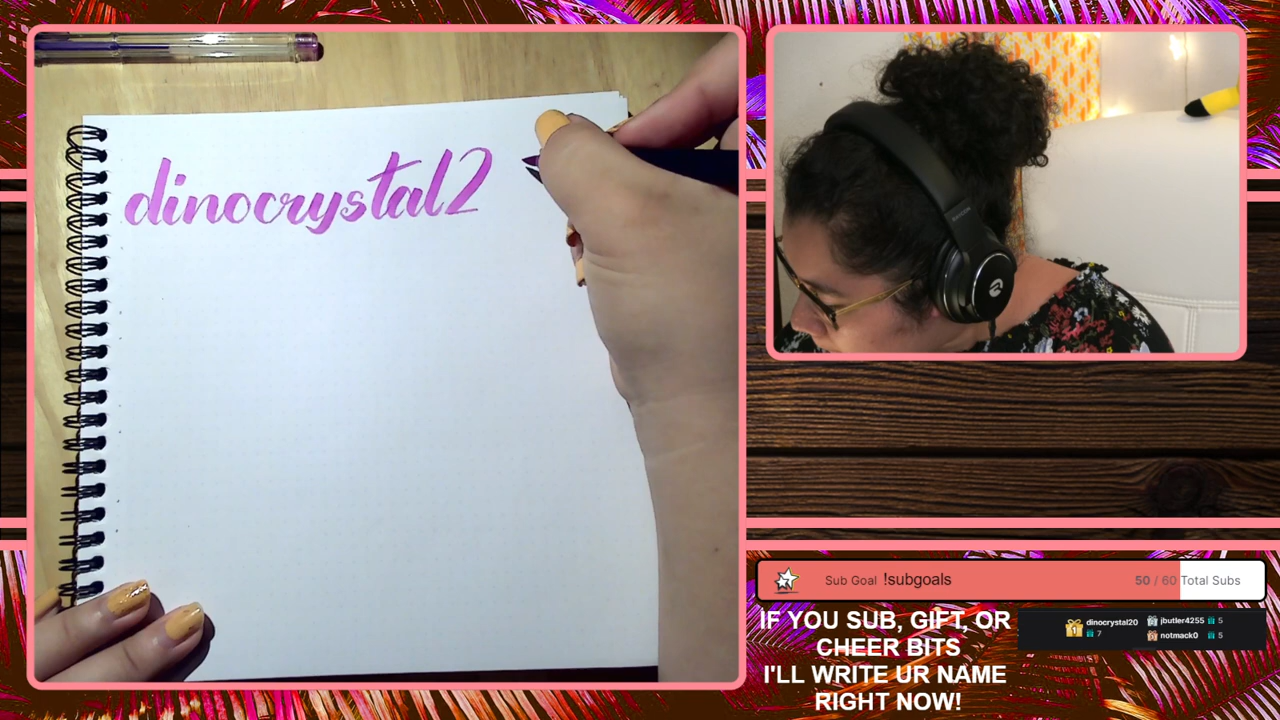 dinocrystal2
Sub Goal !subgoals
50 / 60 Total Subs
IF YOU SUB, GIFT, OR
CHEER BITS
I'LL WRITE UR NAME
RIGHT NOW!
1
dinocrystal20
7
jbutler4255 5
notmack0 5